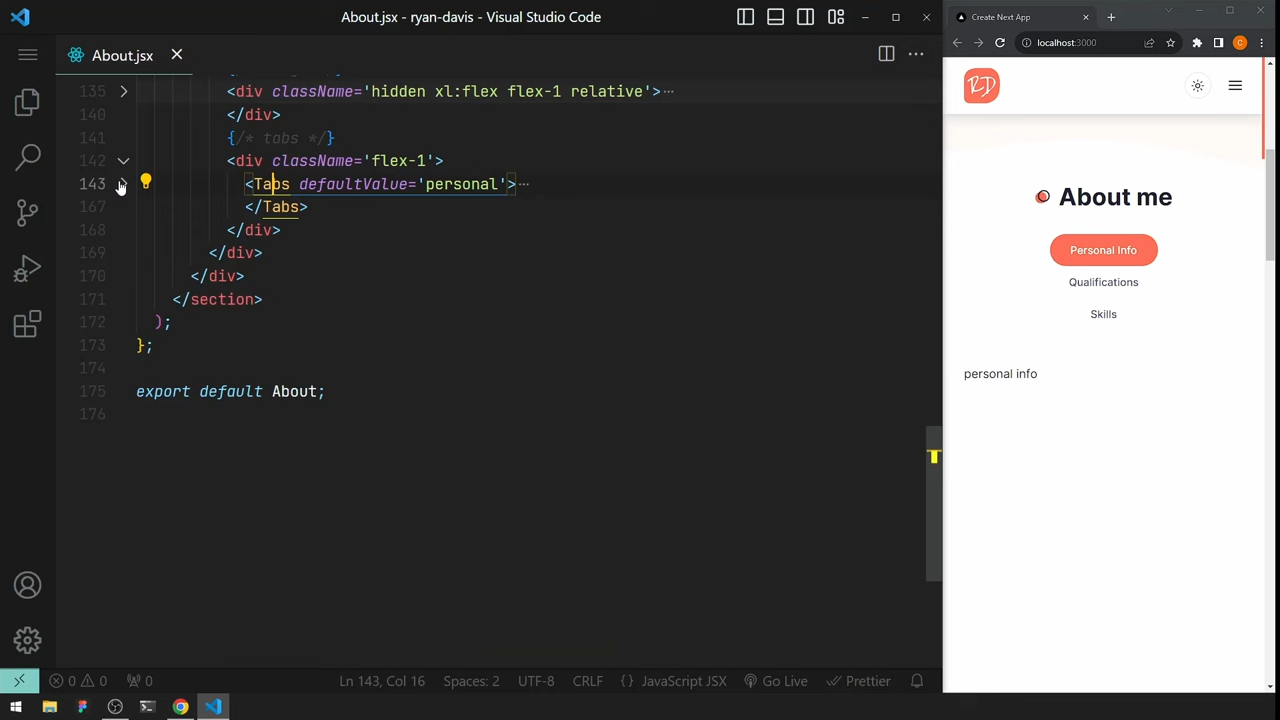 About.jsx - ryan-davis - Visual Studio Code
About.jsx
135 <div className='hidden xl:flex flex-1 relative'>⋯
140 </div>
141 {/* tabs */}
142 <div className='flex-1'>
143 <Tabs defaultValue='personal'>⋯
167 </Tabs>
168 </div>
169 </div>
170 </div>
171 </section>
172 );
173 };
174
175 export default About;
176
0 0 0 Ln 143, Col 16 Spaces: 2 UTF-8 CRLF {} JavaScript JSX Go Live Prettier
Create Next App
localhost:3000
RD
About me
Personal Info
Qualifications
Skills
personal info